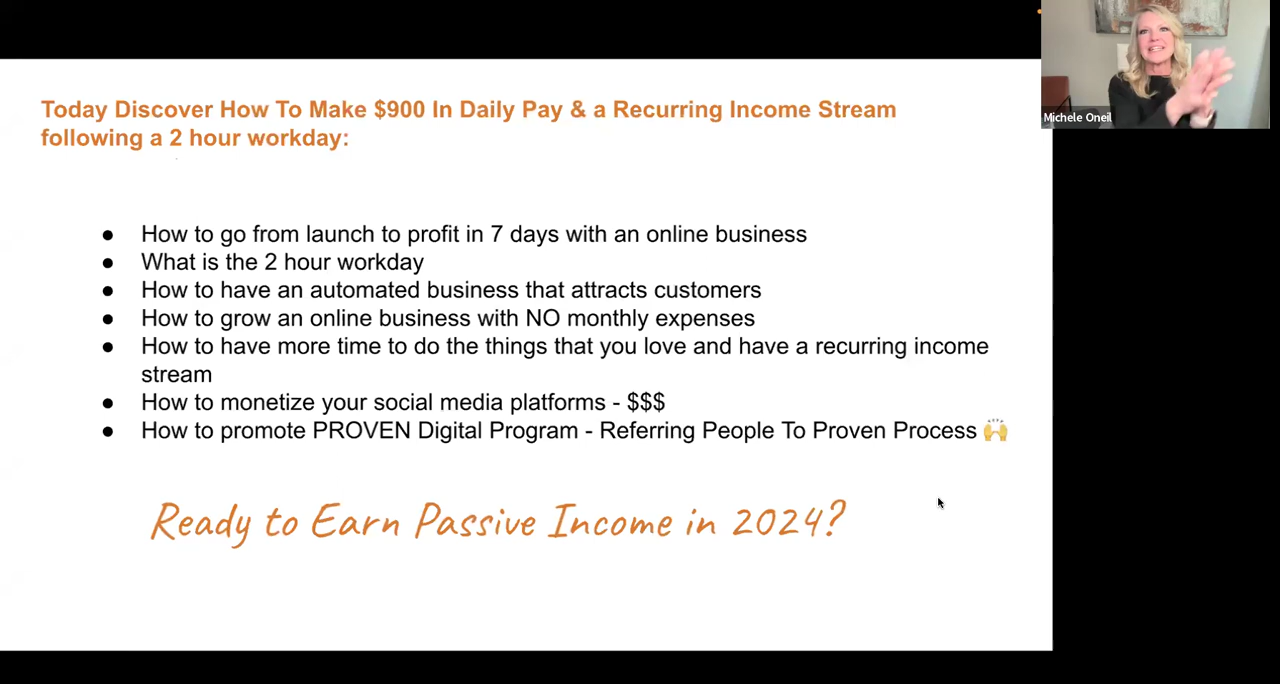 Today Discover How To Make $900 In Daily Pay & a Recurring Income Stream
following a 2 hour workday:
Michele Oneil
● How to go from launch to profit in 7 days with an online business
● What is the 2 hour workday
● How to have an automated business that attracts customers
● How to grow an online business with NO monthly expenses
● How to have more time to do the things that you love and have a recurring income
stream
● How to monetize your social media platforms - $$$
● How to promote PROVEN Digital Program - Referring People To Proven Process 🙌
Ready to Earn Passive Income in 2024?